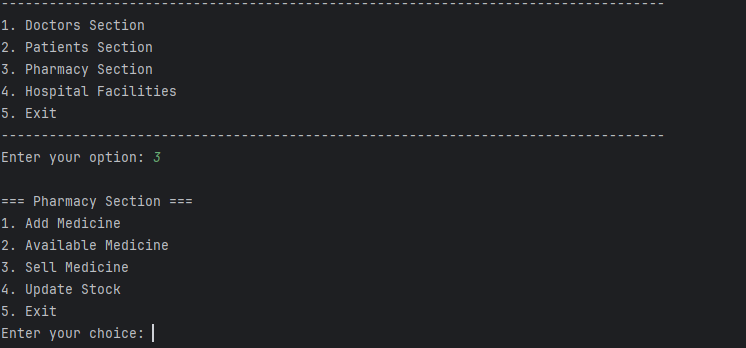 --------------------------------------------------------------------------------
1. Doctors Section
2. Patients Section
3. Pharmacy Section
4. Hospital Facilities
5. Exit
--------------------------------------------------------------------------------
Enter your option: 3
=== Pharmacy Section ===
1. Add Medicine
2. Available Medicine
3. Sell Medicine
4. Update Stock
5. Exit
Enter your choice: